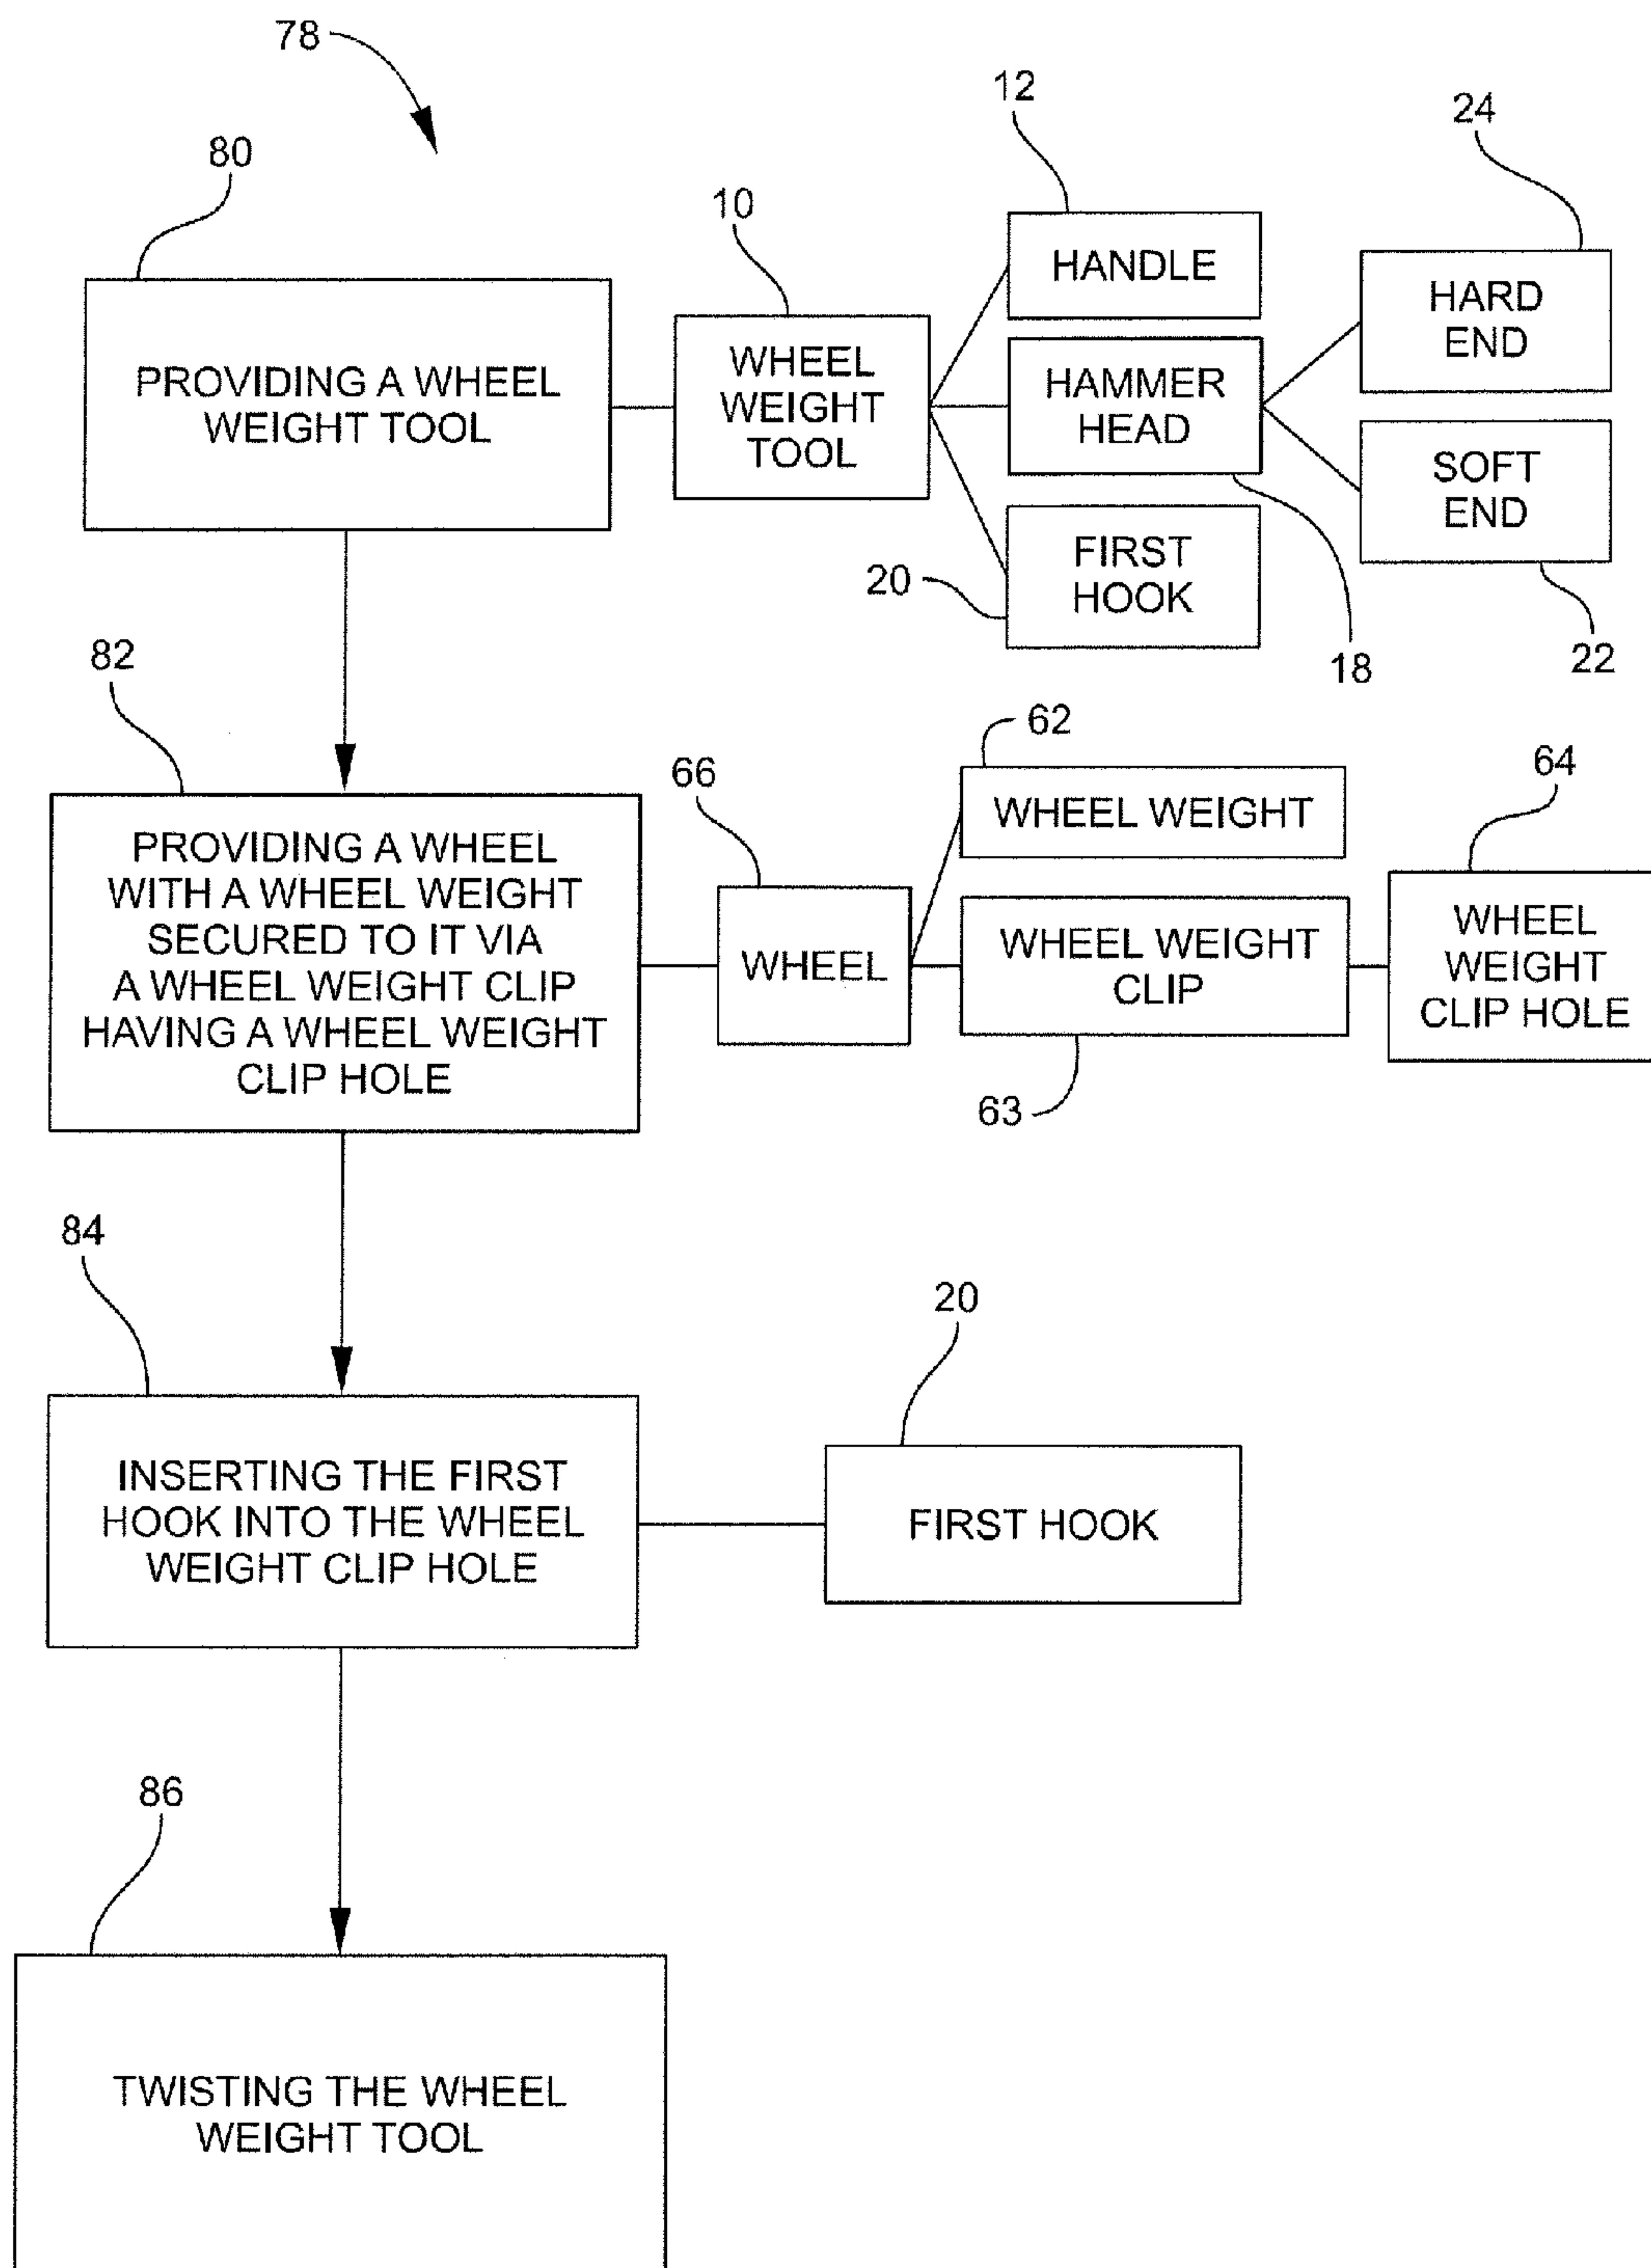 78
80
PROVIDING A WHEEL
WEIGHT TOOL
10
WHEEL
WEIGHT
TOOL
12
HANDLE
HAMMER
HEAD
18
20
FIRST
HOOK
24
HARD
END
SOFT
END
22
82
PROVIDING A WHEEL
WITH A WHEEL WEIGHT
SECURED TO IT VIA
A WHEEL WEIGHT CLIP
HAVING A WHEEL WEIGHT
CLIP HOLE
66
WHEEL
62
WHEEL WEIGHT
WHEEL WEIGHT
CLIP
63
64
WHEEL
WEIGHT
CLIP HOLE
84
INSERTING THE FIRST
HOOK INTO THE WHEEL
WEIGHT CLIP HOLE
20
FIRST HOOK
86
TWISTING THE WHEEL
WEIGHT TOOL